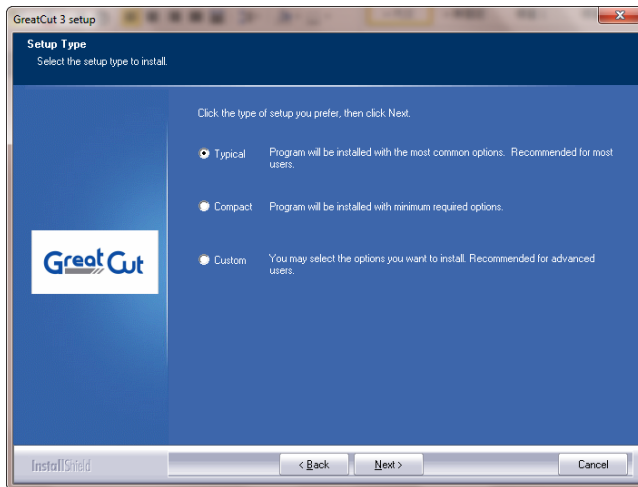 GreatCut 3 setup
Setup Type
Select the setup type to install.
Click the type of setup you prefer, then click Next.
Typical Program will be installed with the most common options. Recommended for most
users.
Compact Program will be installed with minimum required options.
Great Cut
Custom You may select the options you want to install. Recommended for advanced
users.
InstallShield
< Back
Next >
Cancel